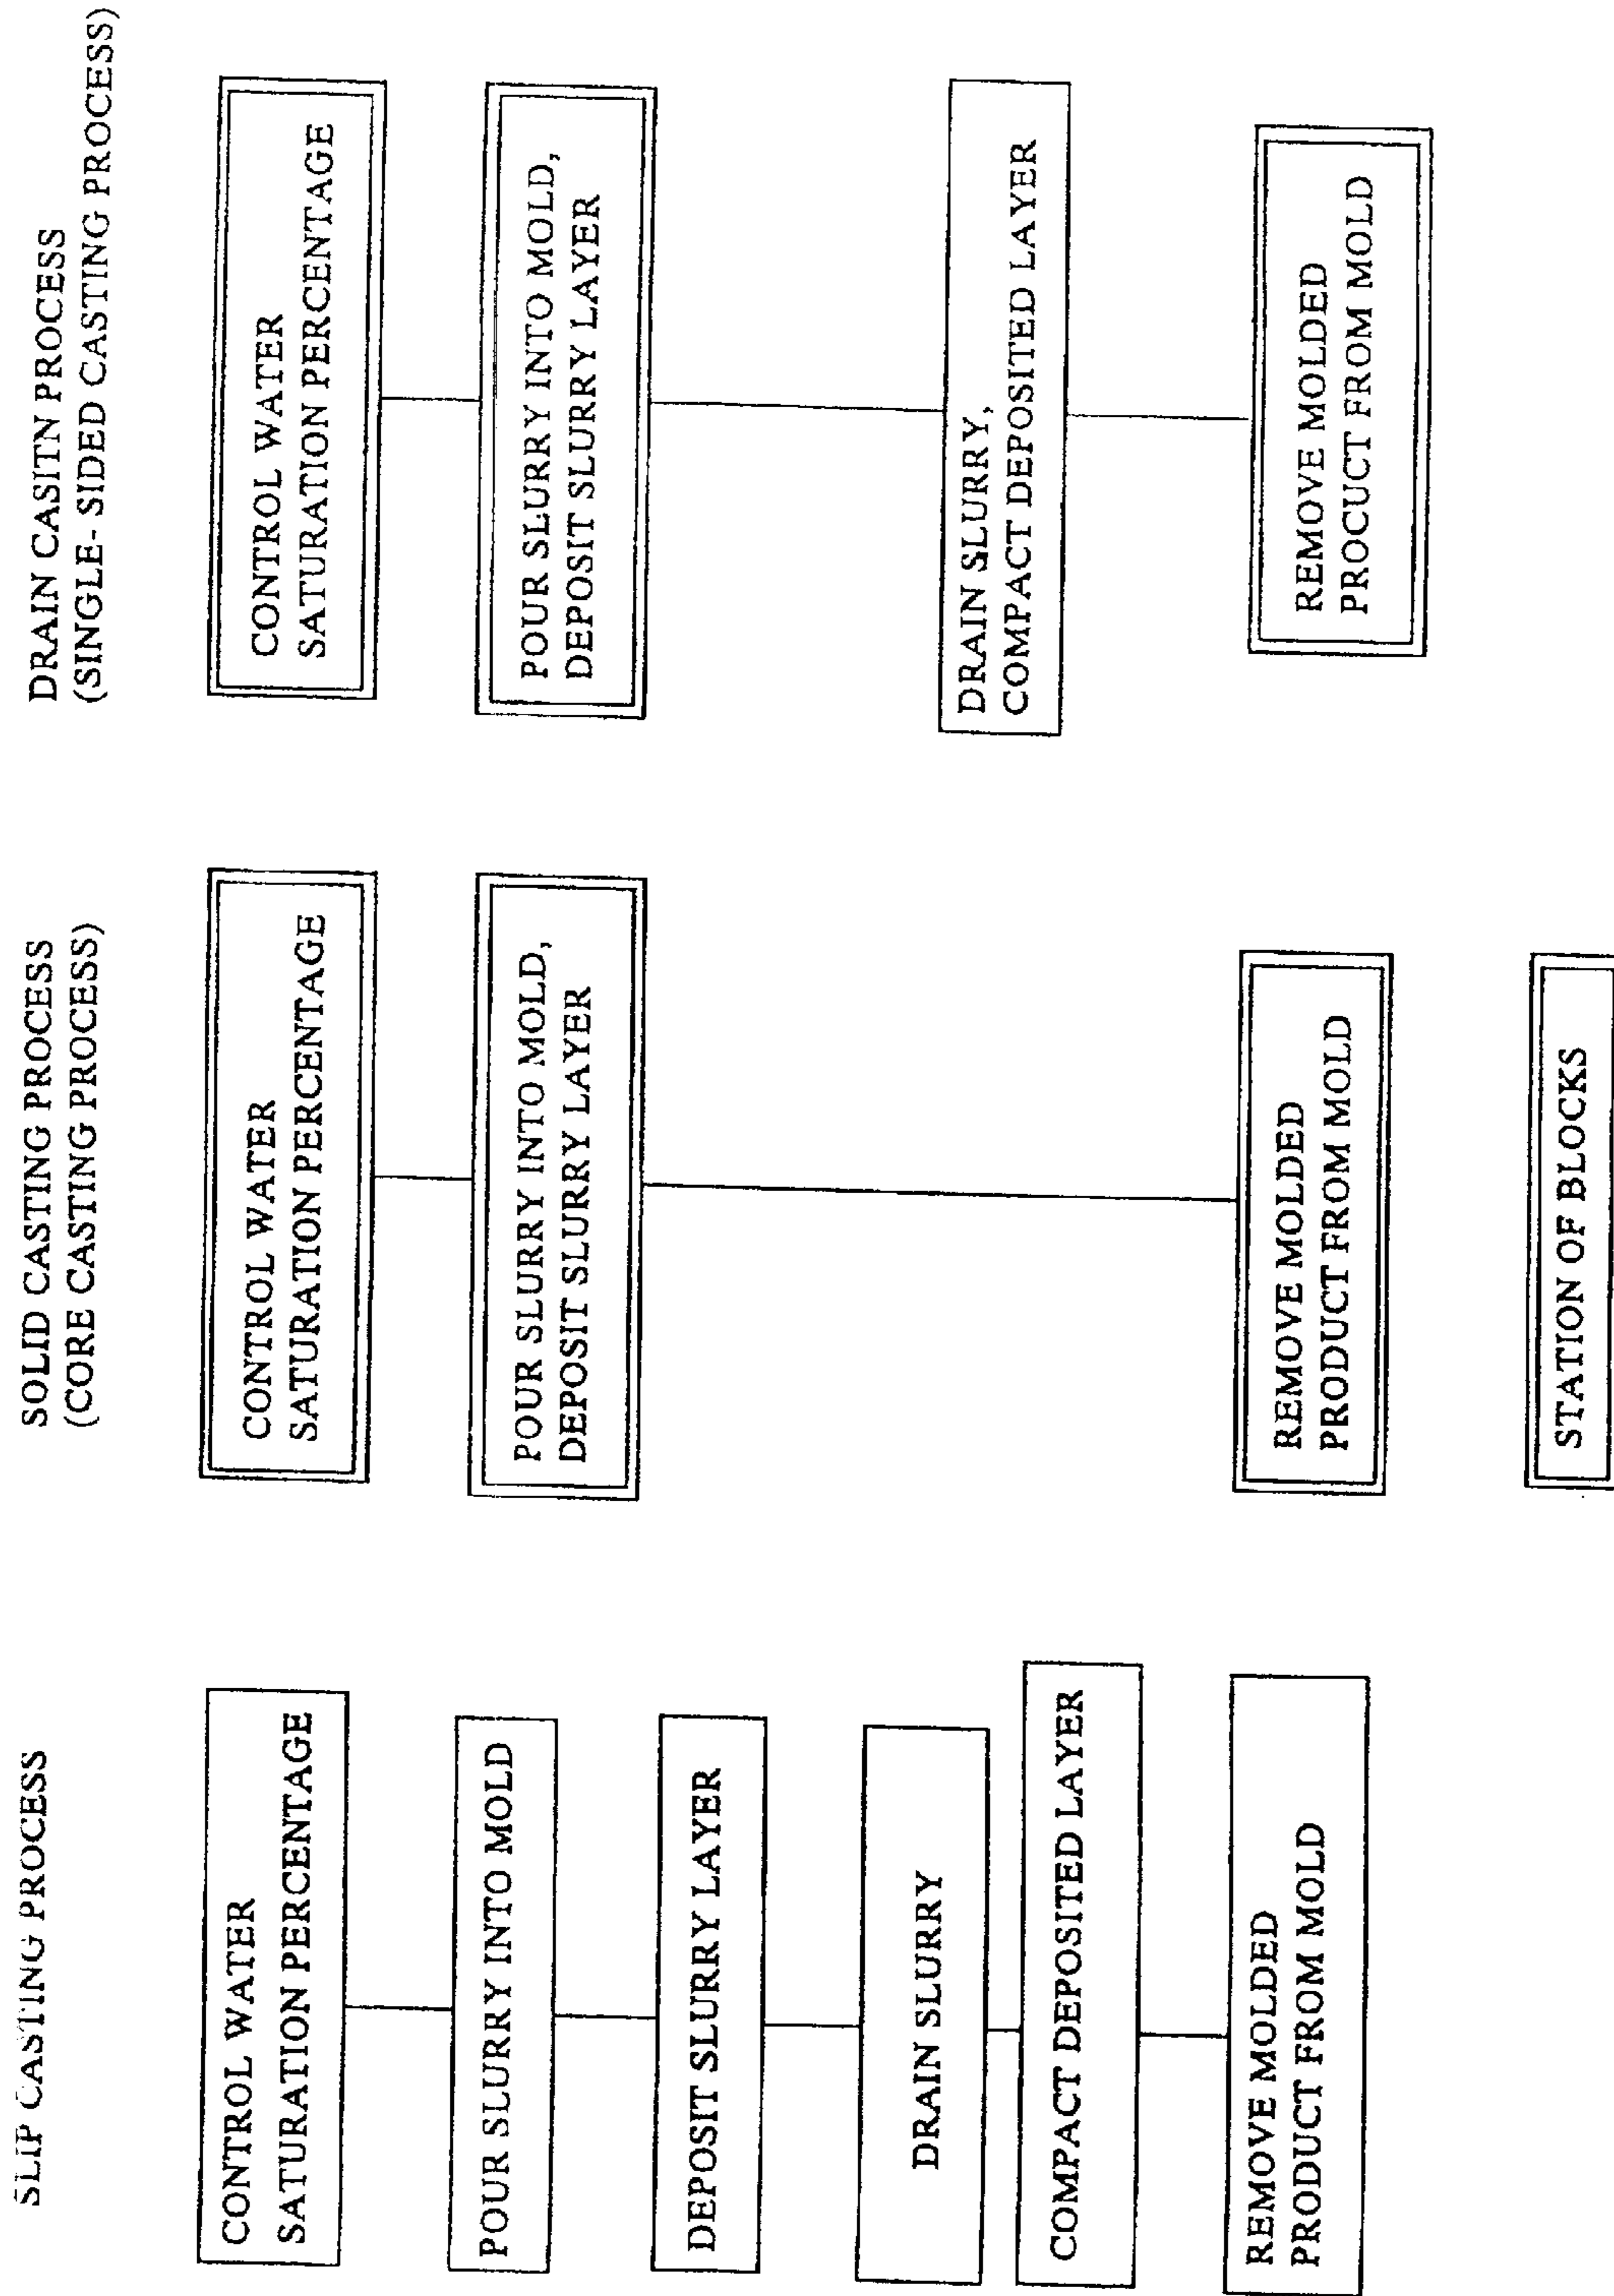 SLIP CASTING PROCESS
CONTROL WATER
SATURATION PERCENTAGE
POUR SLURRY INTO MOLD
DEPOSIT SLURRY LAYER
DRAIN SLURRY
COMPACT DEPOSITED LAYER
REMOVE MOLDED
PRODUCT FROM MOLD
SOLID CASTING PROCESS
(CORE CASTING PROCESS)
CONTROL WATER
SATURATION PERCENTAGE
POUR SLURRY INTO MOLD,
DEPOSIT SLURRY LAYER
REMOVE MOLDED
PRODUCT FROM MOLD
STATION OF BLOCKS
DRAIN CASITN PROCESS
(SINGLE-SIDED CASTING PROCESS)
CONTROL WATER
SATURATION PERCENTAGE
POUR SLURRY INTO MOLD,
DEPOSIT SLURRY LAYER
DRAIN SLURRY,
COMPACT DEPOSITED LAYER
REMOVE MOLDED
PROCUCT FROM MOLD